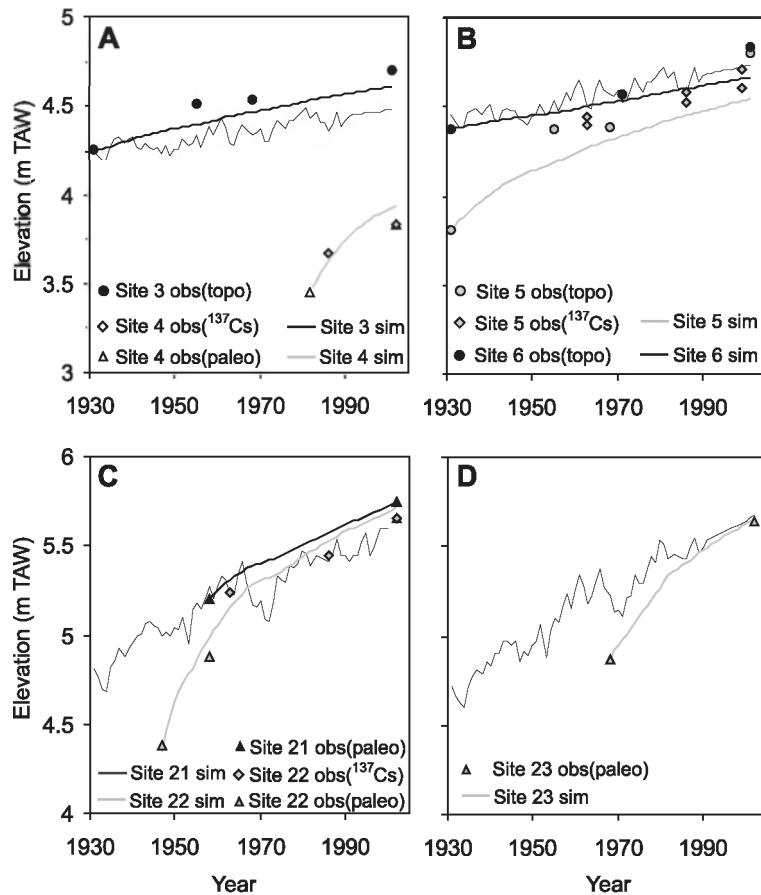 A
B
5
4.5
4
3.5
3
Elevation (m TAW)
Site 3 obs(topo)
Site 4 obs(¹³⁷Cs)
Site 3 sim
Site 4 obs(paleo)
Site 4 sim
Site 5 obs(topo)
Site 5 obs(¹³⁷Cs)
Site 5 sim
Site 6 obs(topo)
Site 6 sim
1930 1950 1970 1990
1930 1950 1970 1990
C
D
6
5.5
5
4.5
4
Elevation (m TAW)
Site 21 obs(paleo)
Site 21 sim
Site 22 obs(¹³⁷Cs)
Site 22 sim
Site 22 obs(paleo)
Site 23 obs(paleo)
Site 23 sim
1930 1950 1970 1990
1930 1950 1970 1990
Year
Year